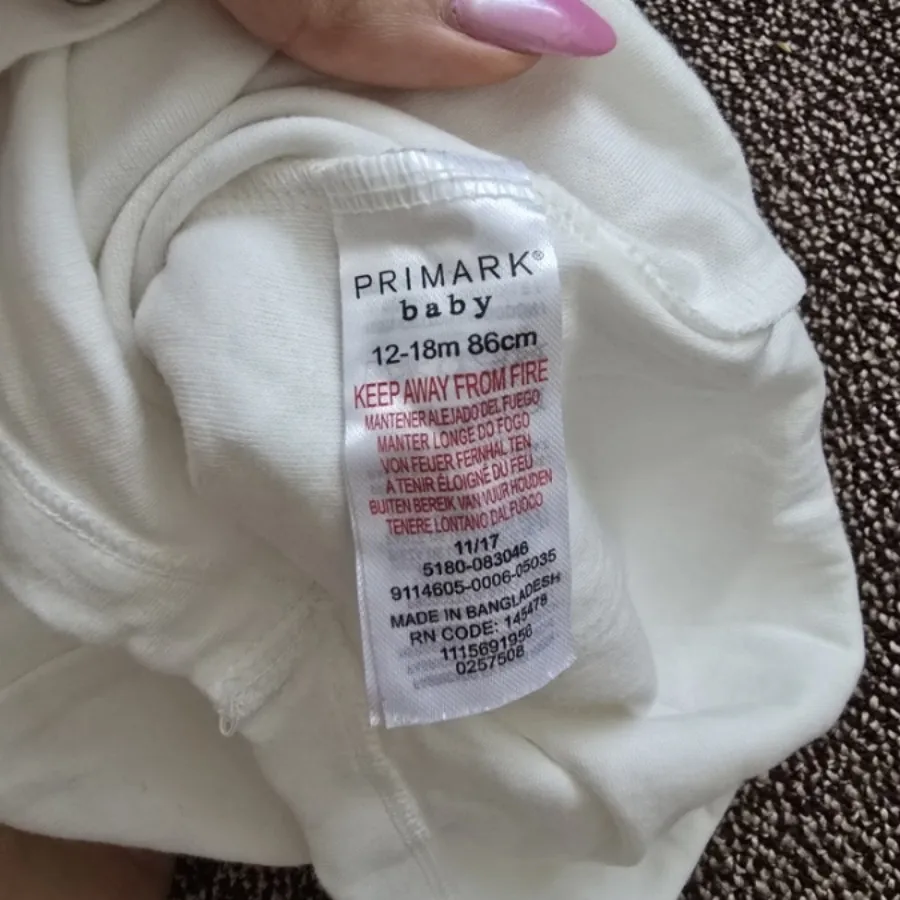 PRIMARK®
baby
12-18m 86cm
KEEP AWAY FROM FIRE
MANTENER ALEJADO DEL FUEGO
MANTER LONGE DO FOGO
VON FEUER FERNHALTEN
A TENIR ÉLOIGNÉ DU FEU
BUITEN BEREIK VAN VUUR HOUDEN
TENERE LONTANO DAL FUOCO
11/17
5180-083046
9114605-0006-05035
MADE IN BANGLADESH
RN CODE: 145478
1115691956
0257508